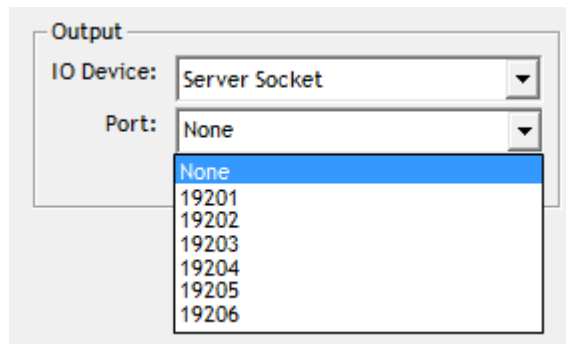 Output
IO Device: Server Socket
Port: None
None
19201
19202
19203
19204
19205
19206